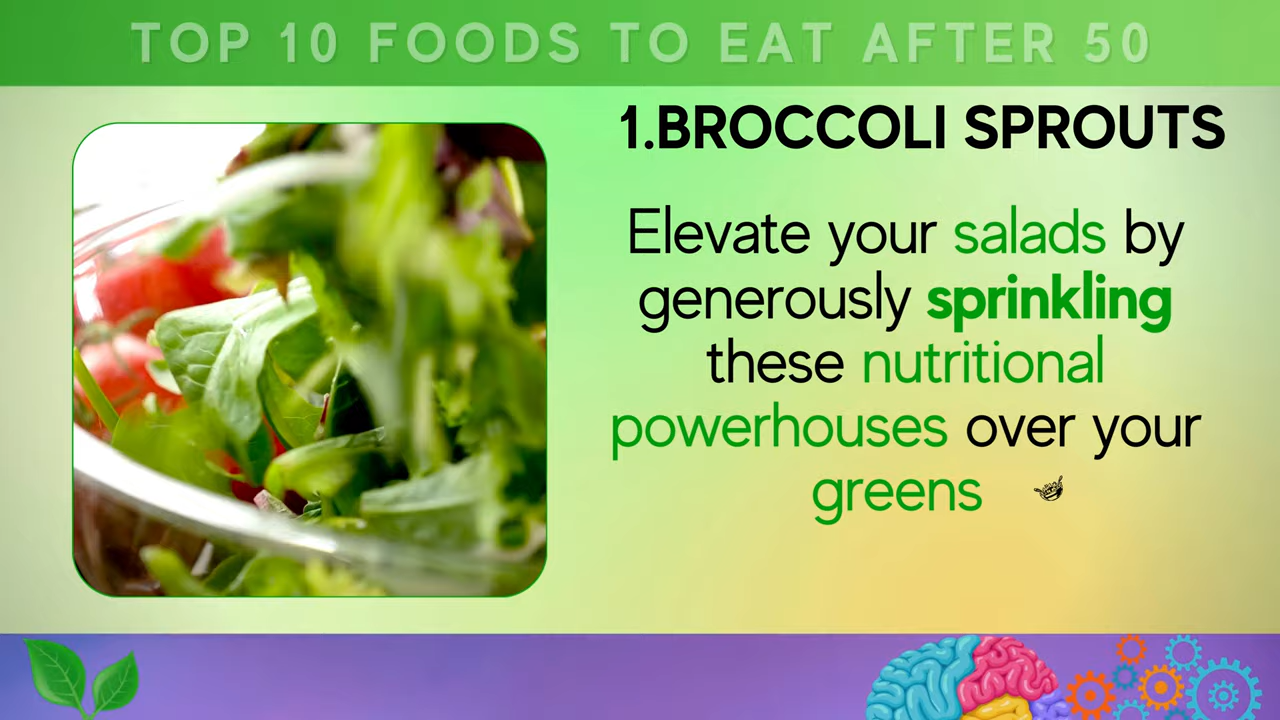 TOP 10 FOODS TO EAT AFTER 50
1.BROCCOLI SPROUTS
Elevate your salads by
generously sprinkling
these nutritional
powerhouses over your
greens